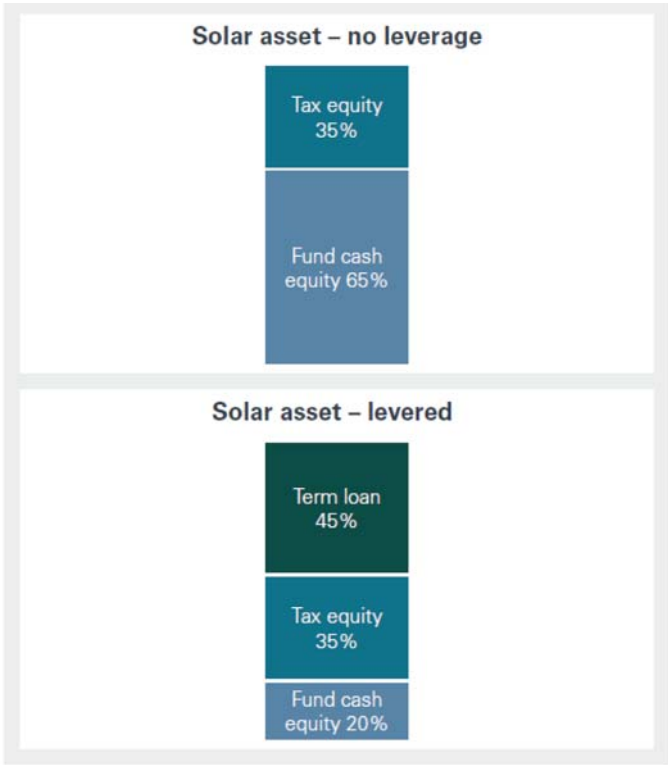 Solar asset – no leverage
Tax equity
35%
Fund cash
equity 65%
Solar asset – levered
Term loan
45%
Tax equity
35%
Fund cash
equity 20%